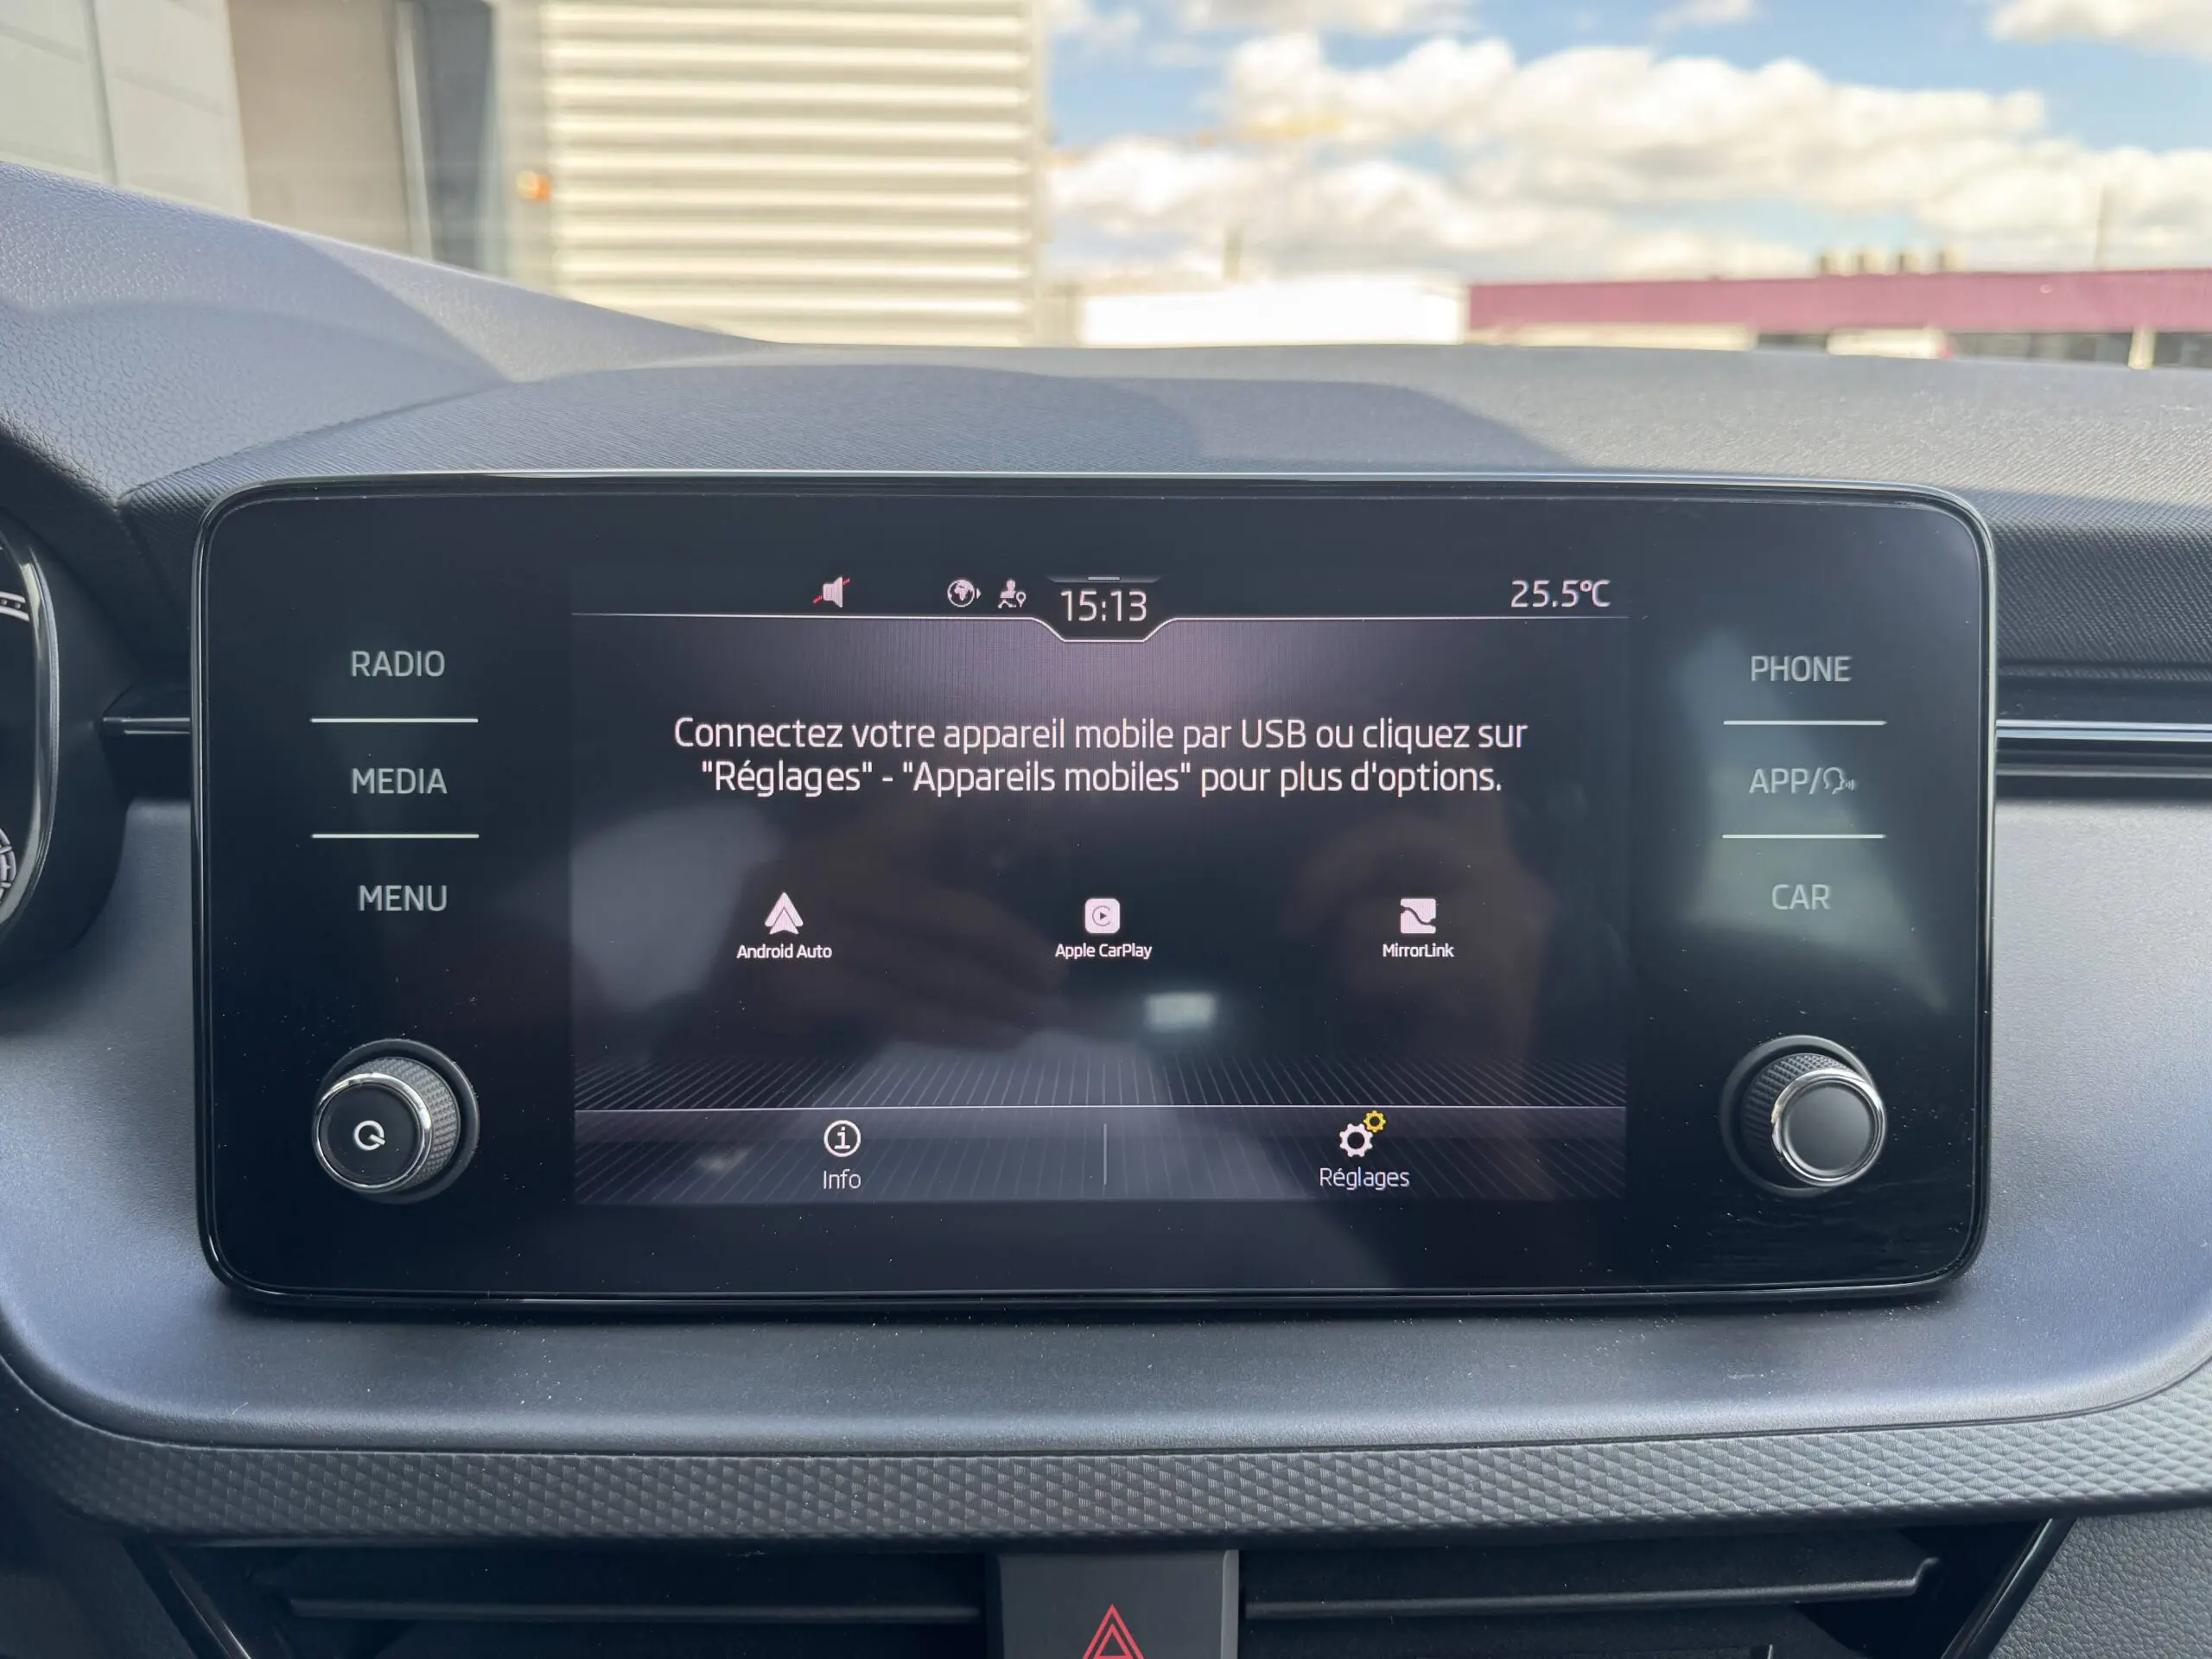 15:13
25.5°C
RADIO
MEDIA
MENU
Connectez votre appareil mobile par USB ou cliquez sur
"Réglages" - "Appareils mobiles" pour plus d'options.
Android Auto
Apple CarPlay
MirrorLink
Info
Réglages
PHONE
APP/
CAR